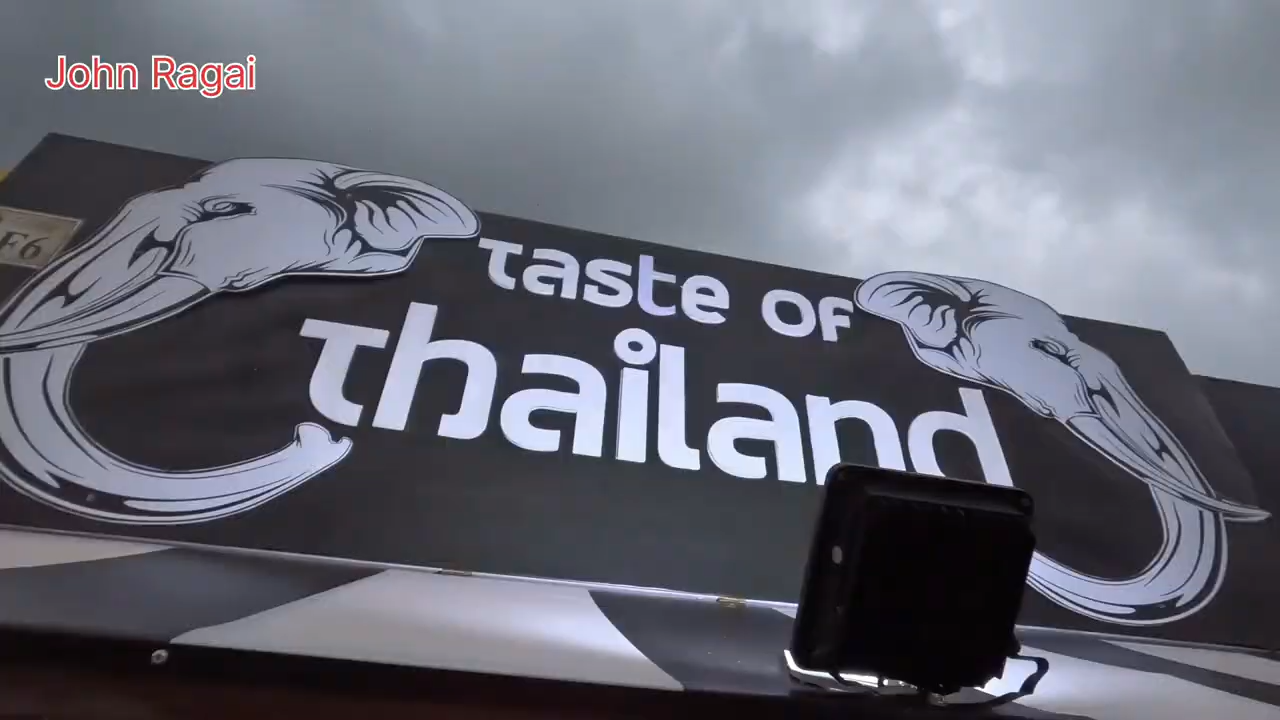 John Ragai
F6
taste of
Thailand